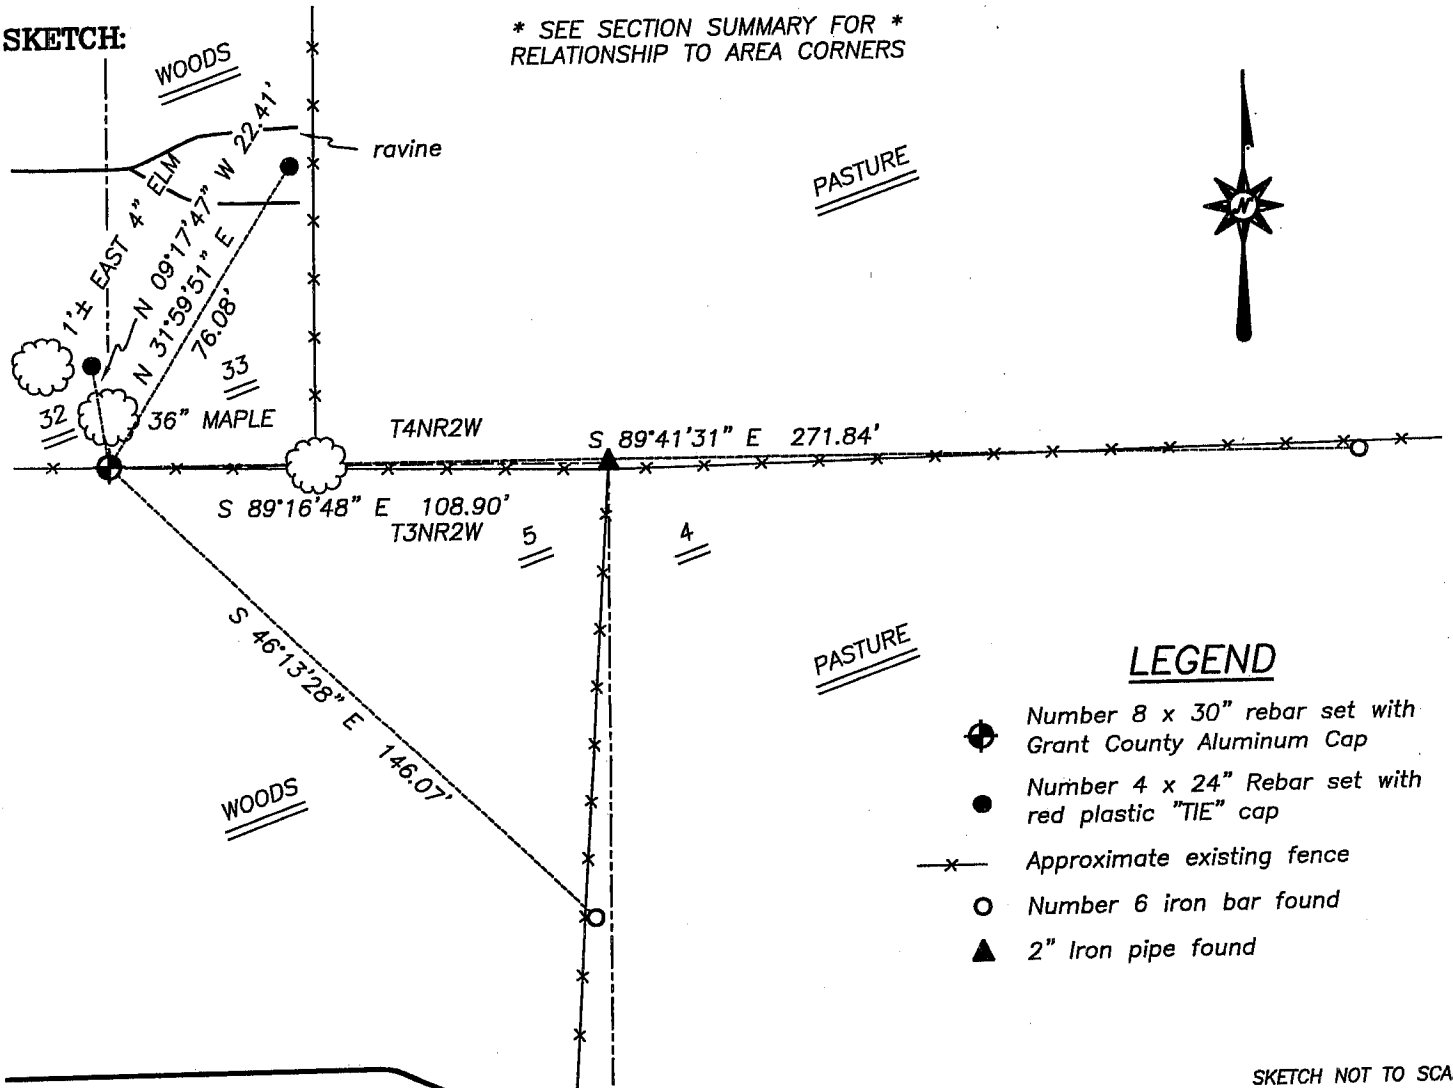 SKETCH:
* SEE SECTION SUMMARY FOR *
RELATIONSHIP TO AREA CORNERS
WOODS
ravine
PASTURE
N
1'± EAST 4" ELM
N 09°17'47" W 22.41'
N 31°59'51" E
76.08'
33
32
36" MAPLE
T4NR2W
S 89°41'31" E 271.84'
S 89°16'48" E 108.90'
T3NR2W
5
4
S 46°13'28" E 146.07'
PASTURE
WOODS
LEGEND
Number 8 x 30" rebar set with
Grant County Aluminum Cap
Number 4 x 24" Rebar set with
red plastic "TIE" cap
Approximate existing fence
Number 6 iron bar found
2" Iron pipe found
SKETCH NOT TO SCA